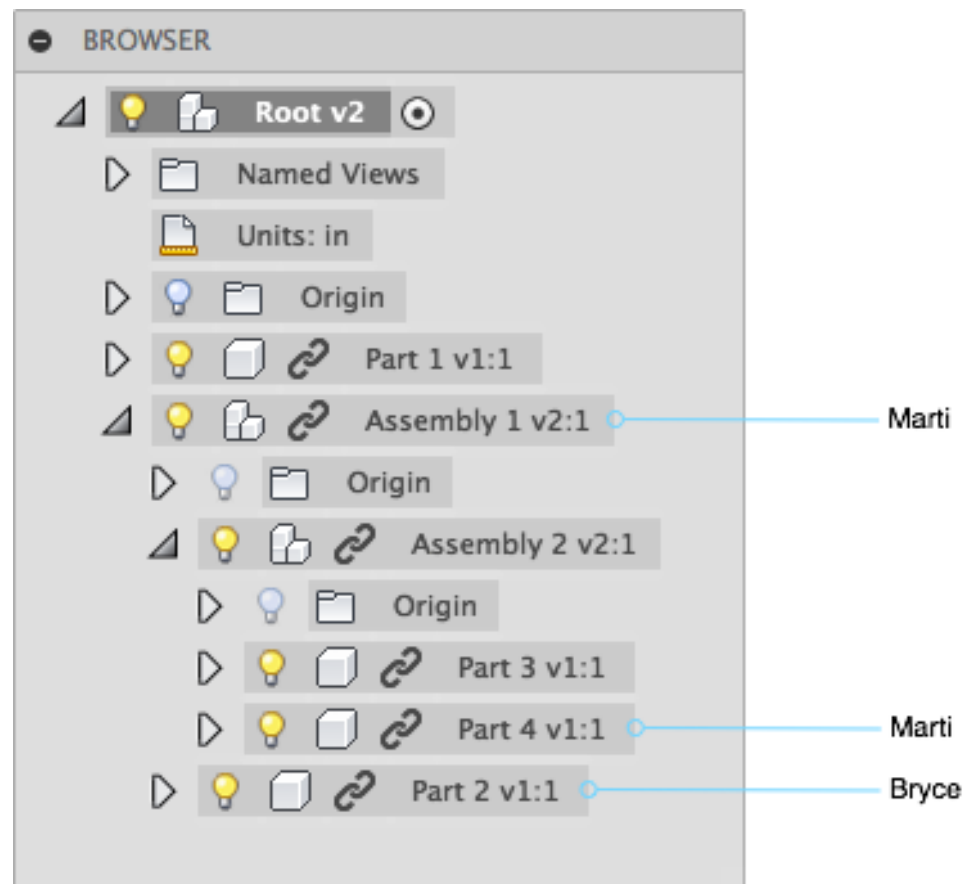 BROWSER
Root v2
Named Views
Units: in
Origin
Part 1 v1:1
Assembly 1 v2:1 Marti
Origin
Assembly 2 v2:1
Origin
Part 3 v1:1
Part 4 v1:1 Marti
Part 2 v1:1 Bryce